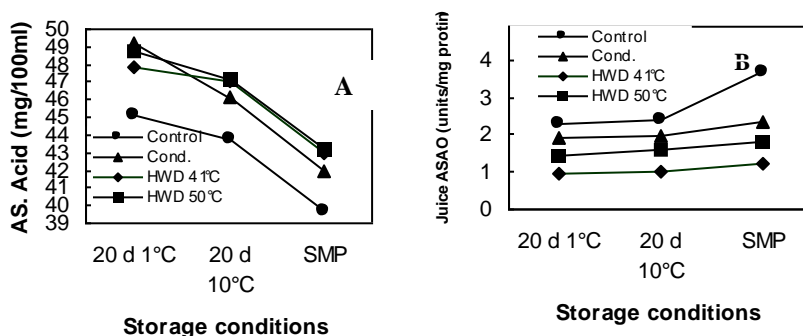 AS. Acid (mg/100ml)
50
49
48
47
46
45
44
43
42
41
40
39
A
Control
Cond.
HWD 41°C
HWD 50°C
20 d 1°C
20 d
10°C
SMP
Storage conditions
Juice ASAO (units/mg protin)
4
3
2
1
0
B
Control
Cond.
HWD 41°C
HWD 50°C
20 d 1°C
20 d
10°C
SMP
Storage conditions